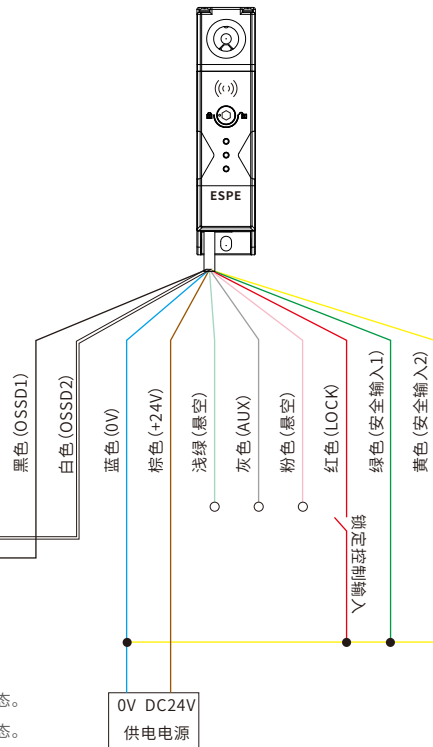 ESPE
黑色(OSSD1)
白色(OSSD2)
蓝色(0V)
棕色(+24V)
浅绿(悬空)
灰色(AUX)
粉色(悬空)
红色(LOCK)
绿色(安全输入1)
黄色(安全输入2)
锁定控制输入
态。
0V DC24V
态。
供电电源